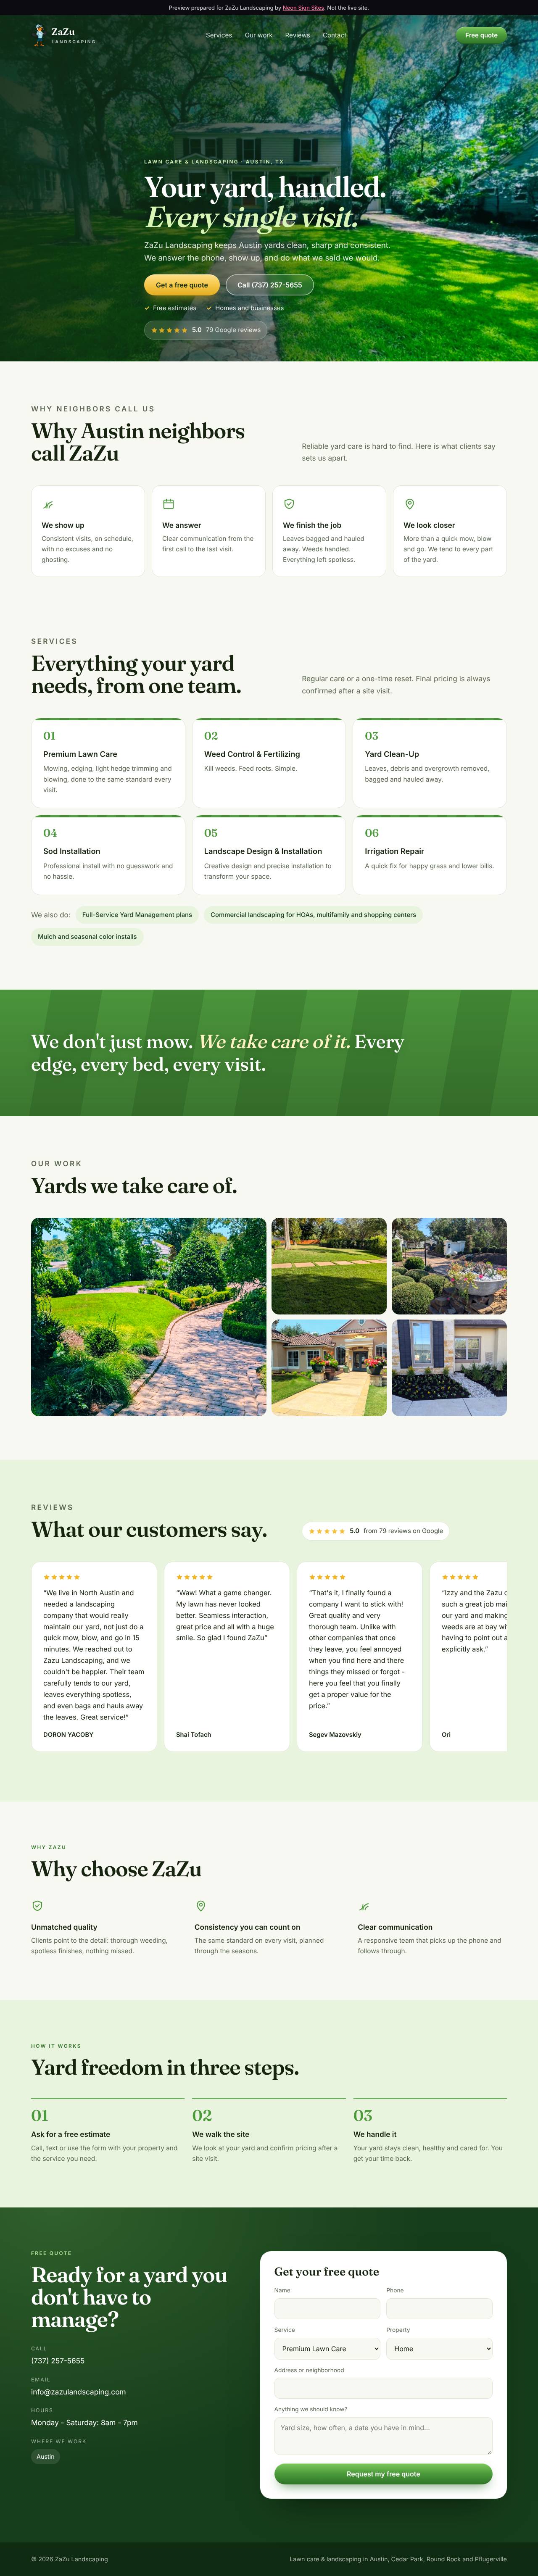 Preview prepared for ZaZu Landscaping by Neon Sign Sites. Not the live site.
ZaZu
LANDSCAPING
Services
Our work
Reviews
Contact
Free quote
LAWN CARE & LANDSCAPING · AUSTIN, TX
Your yard, handled.
Every single visit.
ZaZu Landscaping keeps Austin yards clean, sharp and consistent.
We answer the phone, show up, and do what we said we would.
Get a free quote
Call (737) 257-5655
Free estimates
Homes and businesses
5.0 79 Google reviews
WHY NEIGHBORS CALL US
Why Austin neighbors
call ZaZu
Reliable yard care is hard to find. Here is what clients say
sets us apart.
We show up
Consistent visits, on schedule,
with no excuses and no
ghosting.
We answer
Clear communication from the
first call to the last visit.
We finish the job
Leaves bagged and hauled
away. Weeds handled.
Everything left spotless.
We look closer
More than a quick mow, blow
and go. We tend to every part
of the yard.
SERVICES
Everything your yard
needs, from one team.
Regular care or a one-time reset. Final pricing is always
confirmed after a site visit.
01
Premium Lawn Care
Mowing, edging, light hedge trimming and
blowing, done to the same standard every
visit.
02
Weed Control & Fertilizing
Kill weeds. Feed roots. Simple.
03
Yard Clean-Up
Leaves, debris and overgrowth removed,
bagged and hauled away.
04
Sod Installation
Professional install with no guesswork and
no hassle.
05
Landscape Design & Installation
Creative design and precise installation to
transform your space.
06
Irrigation Repair
A quick fix for happy grass and lower bills.
We also do:
Full-Service Yard Management plans
Commercial landscaping for HOAs, multifamily and shopping centers
Mulch and seasonal color installs
We don't just mow. We take care of it. Every
edge, every bed, every visit.
OUR WORK
Yards we take care of.
REVIEWS
What our customers say.
5.0 from 79 reviews on Google
“We live in North Austin and
needed a landscaping
company that would really
maintain our yard, not just do a
quick mow, blow, and go in 15
minutes. We reached out to
Zazu Landscaping, and we
couldn't be happier. Their team
carefully tends to our yard,
leaves everything spotless,
and even bags and hauls away
the leaves. Great service!”
DORON YACOBY
“Waw! What a game changer.
My lawn has never looked
better. Seamless interaction,
great price and all with a huge
smile. So glad I found ZaZu”
Shai Tofach
“That's it, I finally found a
company I want to stick with!
Great quality and very
thorough team. Unlike with
other companies that once
they leave, you feel annoyed
when you find here and there
things they missed or forgot -
here you feel that you finally
get a proper value for the
price.”
Segev Mazovskiy
“Izzy and the Zazu
such a great job
our yard and making
weeds are at bay
having to point out
explicitly ask.”
Ori
WHY ZAZU
Why choose ZaZu
Unmatched quality
Clients point to the detail: thorough weeding,
spotless finishes, nothing missed.
Consistency you can count on
The same standard on every visit, planned
through the seasons.
Clear communication
A responsive team that picks up the phone and
follows through.
HOW IT WORKS
Yard freedom in three steps.
01
Ask for a free estimate
Call, text or use the form with your property and
the service you need.
02
We walk the site
We look at your yard and confirm pricing after a
site visit.
03
We handle it
Your yard stays clean, healthy and cared for. You
get your time back.
FREE QUOTE
Ready for a yard you
don't have to
manage?
CALL
(737) 257-5655
EMAIL
info@zazulandscaping.com
HOURS
Monday - Saturday: 8am - 7pm
WHERE WE WORK
Austin
Get your free quote
Name
Phone
Service
Property
Premium Lawn Care
Home
Address or neighborhood
Anything we should know?
Yard size, how often, a date you have in mind...
Request my free quote
© 2026 ZaZu Landscaping
Lawn care & landscaping in Austin, Cedar Park, Round Rock and Pflugerville